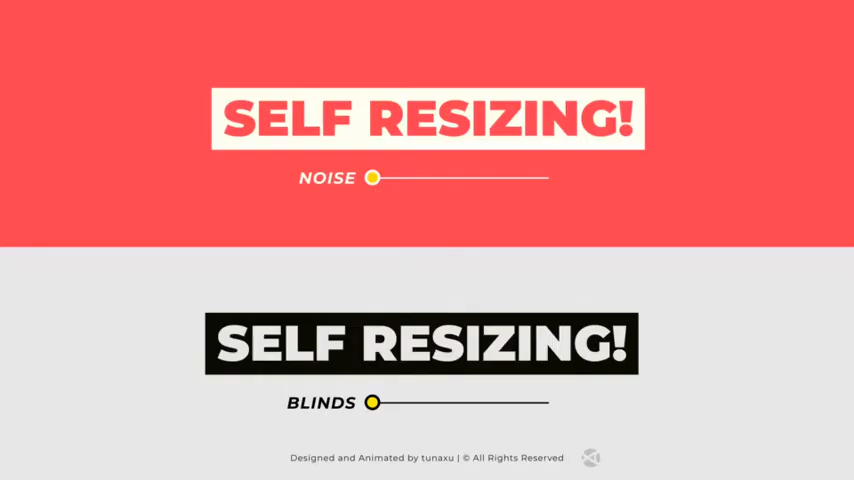 SELF RESIZING!
NOISE
SELF RESIZING!
BLINDS
Designed and Animated by tunaxu | © All Rights Reserved